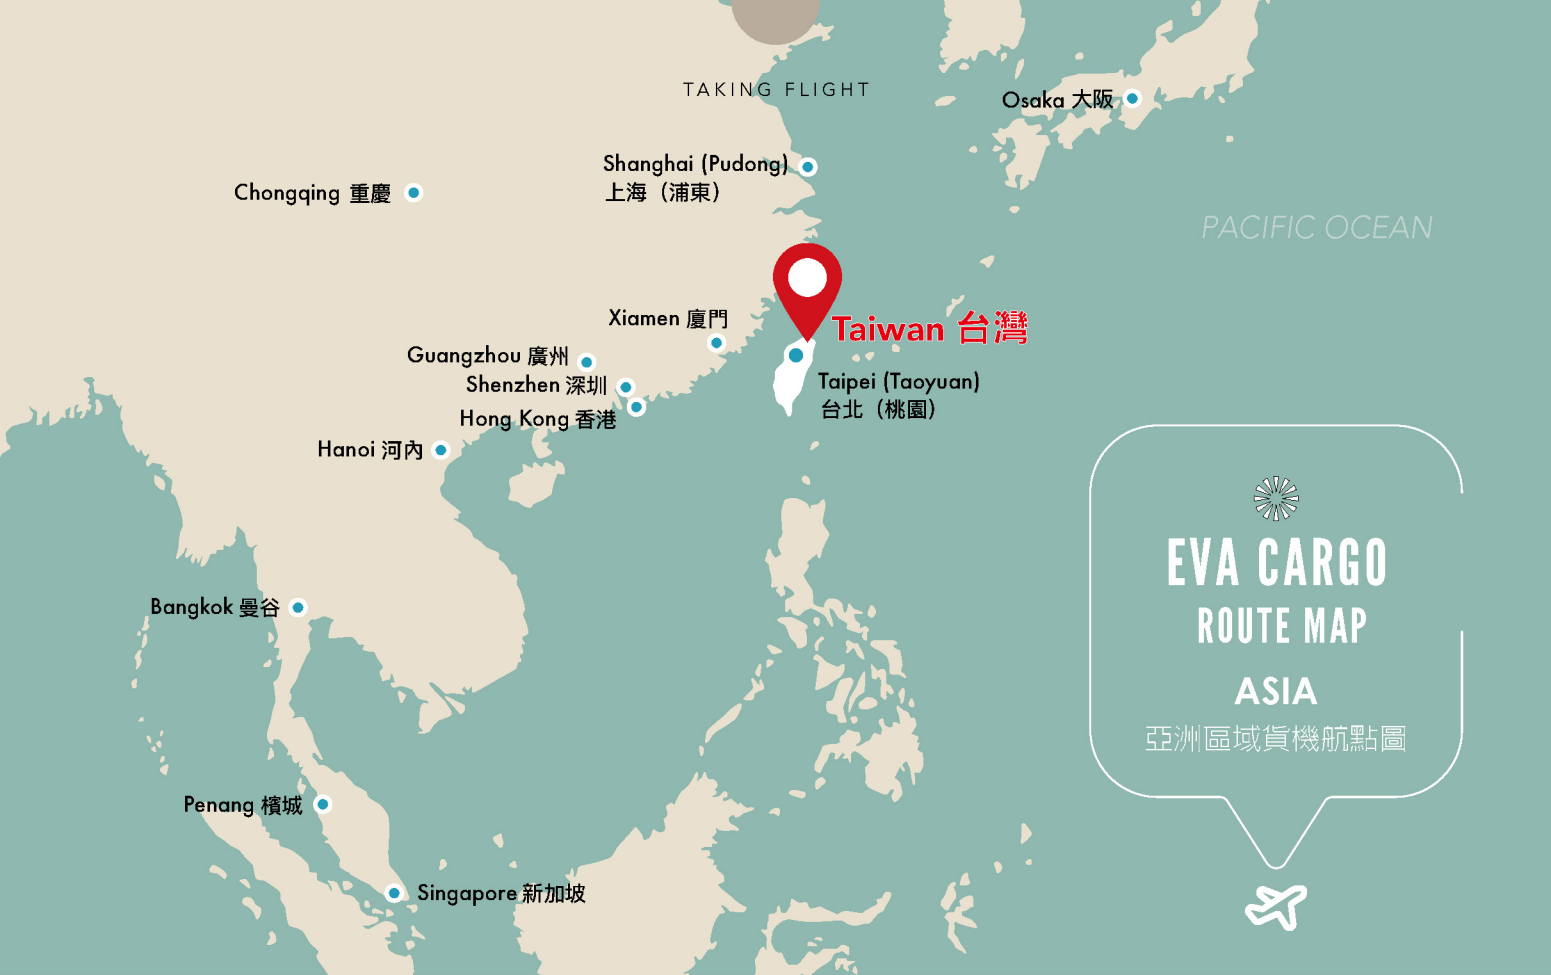 TAKING FLIGHT
Osaka 大阪
Shanghai (Pudong)
上海（浦東）
Chongqing 重慶
PACIFIC OCEAN
Xiamen 廈門
Taiwan 台灣
Guangzhou 廣州
Shenzhen 深圳
Taipei (Taoyuan)
台北（桃園）
Hong Kong 香港
Hanoi 河內
EVA CARGO
ROUTE MAP
ASIA
亞洲區域貨機航點圖
Bangkok 曼谷
Penang 檳城
Singapore 新加坡